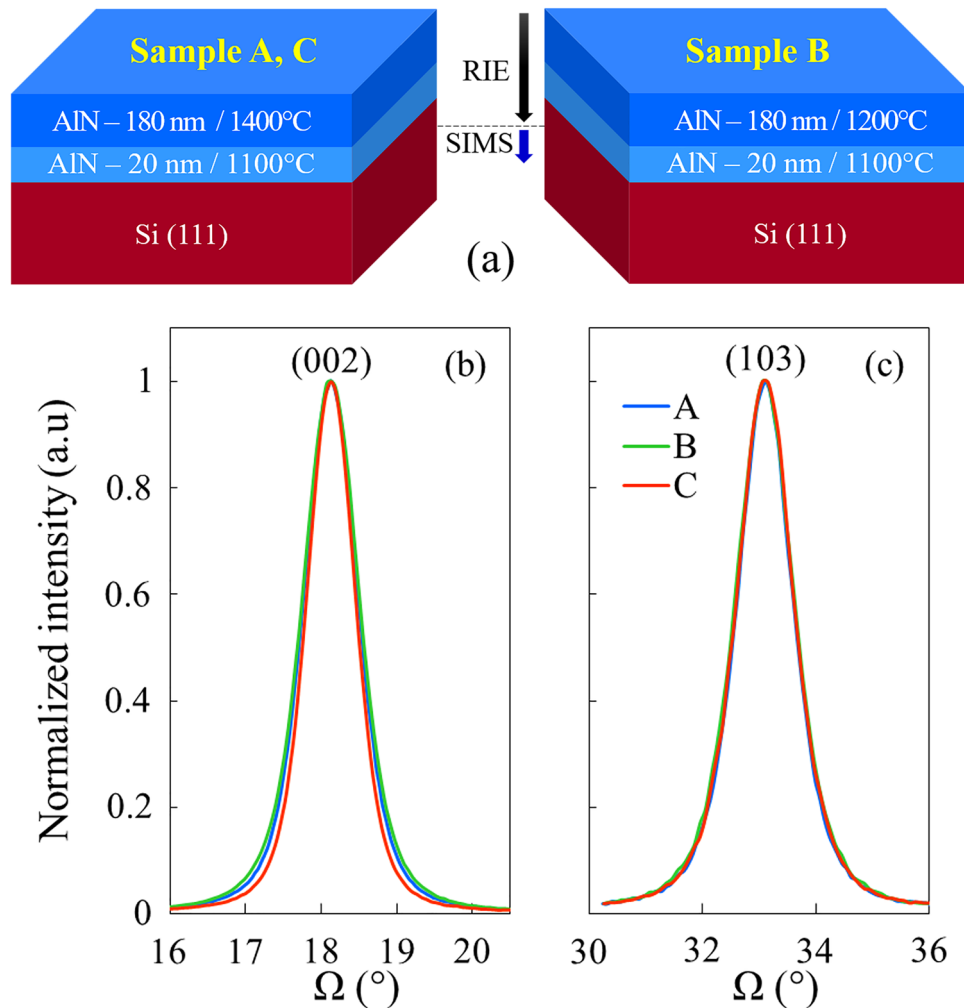 Sample A, C
Sample B
RIE
SIMS
AlN – 180 nm / 1400°C
AlN – 20 nm / 1100°C
Si (111)
AlN – 180 nm / 1200°C
AlN – 20 nm / 1100°C
Si (111)
(a)
(002)
(b)
(103)
(c)
A
B
C
Normalized intensity (a.u)
1
0.8
0.6
0.4
0.2
0
16 17 18 19 20
30 32 34 36
Ω (°)
Ω (°)